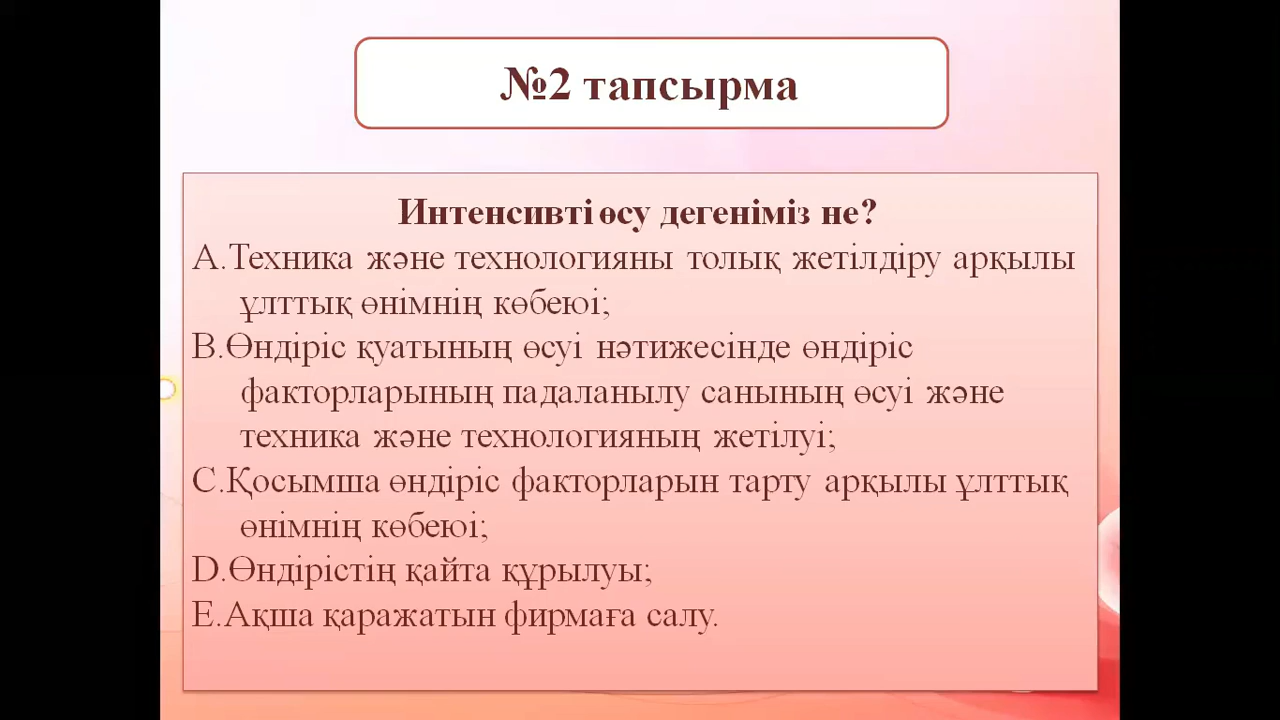 №2 тапсырма
Интенсивті өсу дегеніміз не?
А.Техника және технологияны толық жетілдіру арқылы
ұлттық өнімнің көбеюі;
В.Өндіріс қуатының өсуі нәтижесінде өндіріс
факторларының падаланылу санының өсуі және
техника және технологияның жетілуі;
С.Қосымша өндіріс факторларын тарту арқылы ұлттық
өнімнің көбеюі;
D.Өндірістің қайта құрылуы;
Е.Ақша қаражатын фирмаға салу.